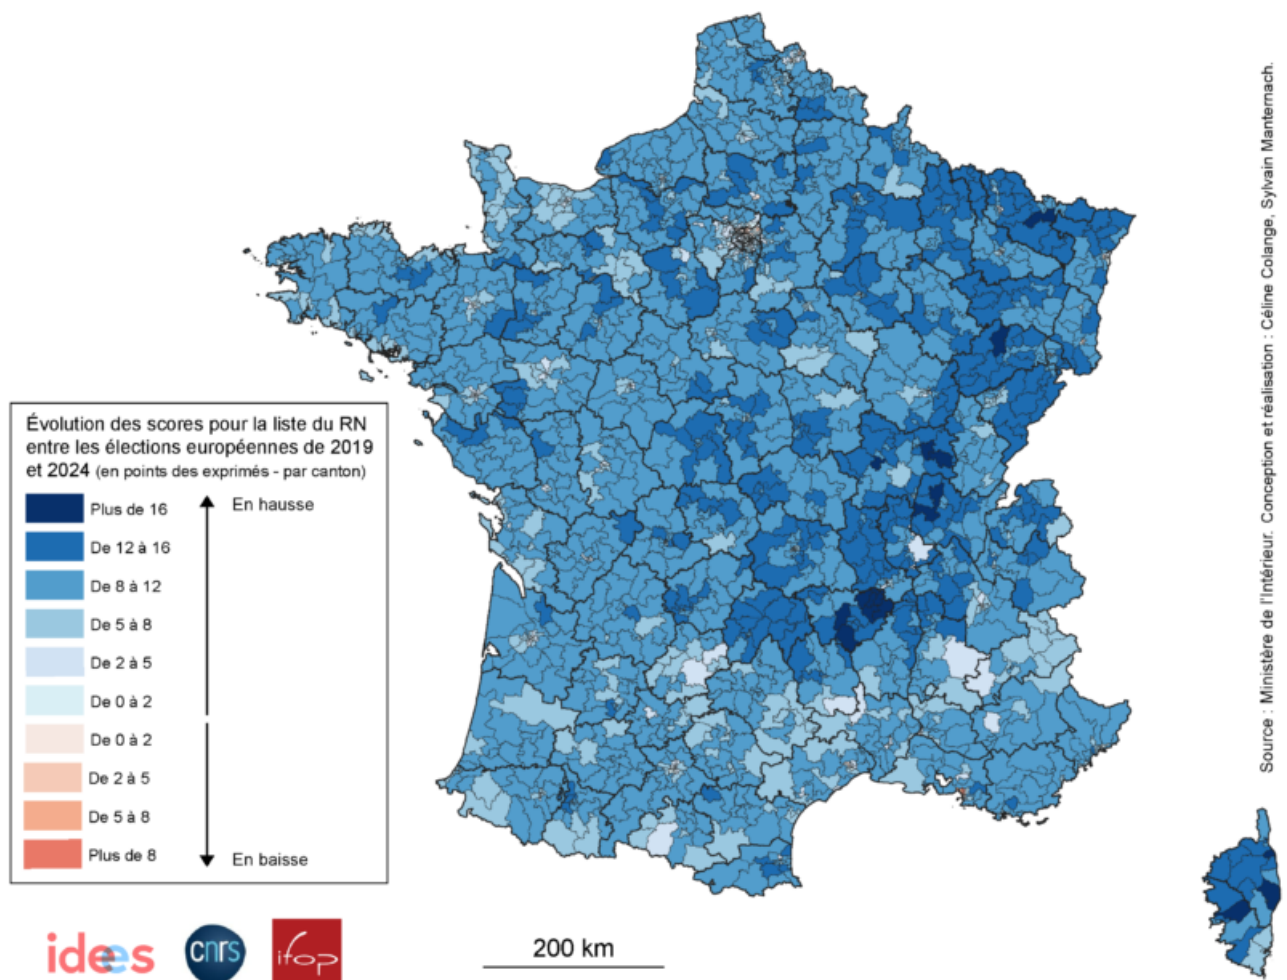 Évolution des scores pour la liste du RN
entre les élections européennes de 2019
et 2024 (en points des exprimés - par canton)
Plus de 16
De 12 à 16
De 8 à 12
De 5 à 8
De 2 à 5
De 0 à 2
De 0 à 2
De 2 à 5
De 5 à 8
Plus de 8
En hausse
En baisse
idees
cnrs
ifop
200 km
Source : Ministère de l'Intérieur. Conception et réalisation : Céline Colange, Sylvain Manternach.